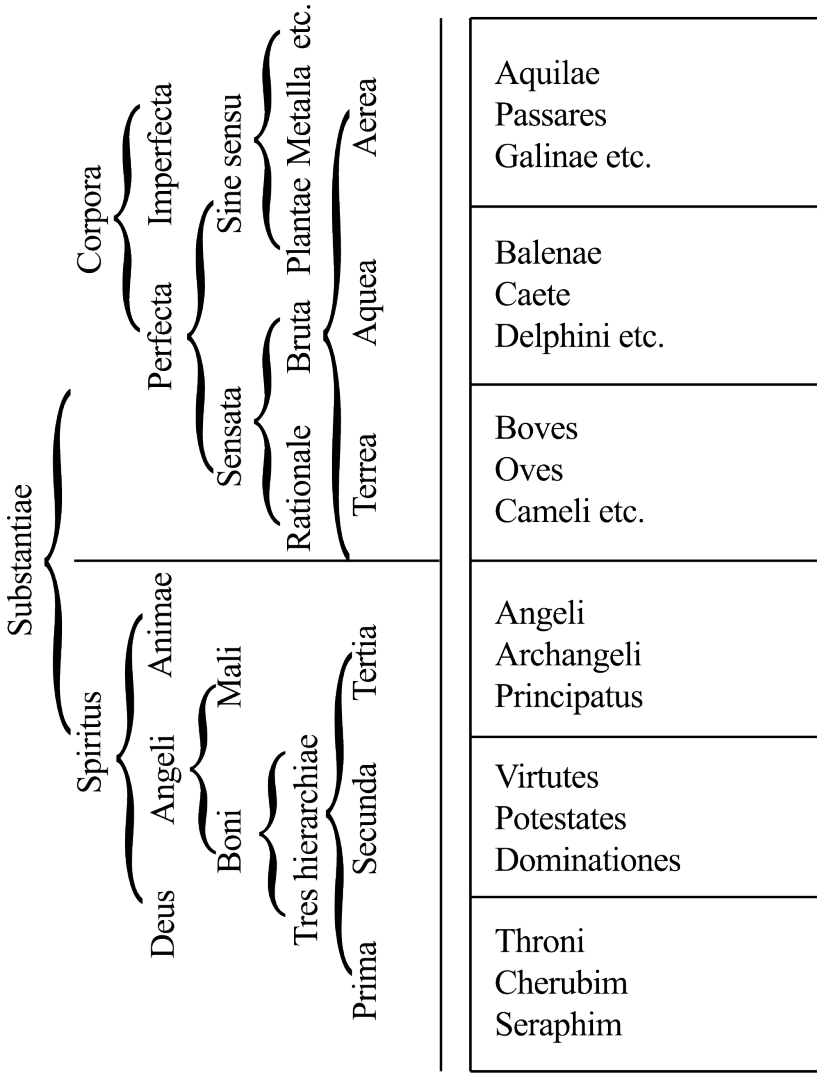 Substantiae
Spiritus
Corpora
Deus
Angeli
Animae
Perfecta
Imperfecta
Boni
Mali
Sensata
Sine sensu
Tres hierarchiae
Rationale
Bruta
Plantae
Metalla
etc.
Prima
Secunda
Tertia
Terrea
Aquea
Aerea
Aquilae
Passares
Galinae etc.
Balenae
Caete
Delphini etc.
Boves
Oves
Cameli etc.
Angeli
Archangeli
Principatus
Virtutes
Potestates
Dominationes
Throni
Cherubim
Seraphim